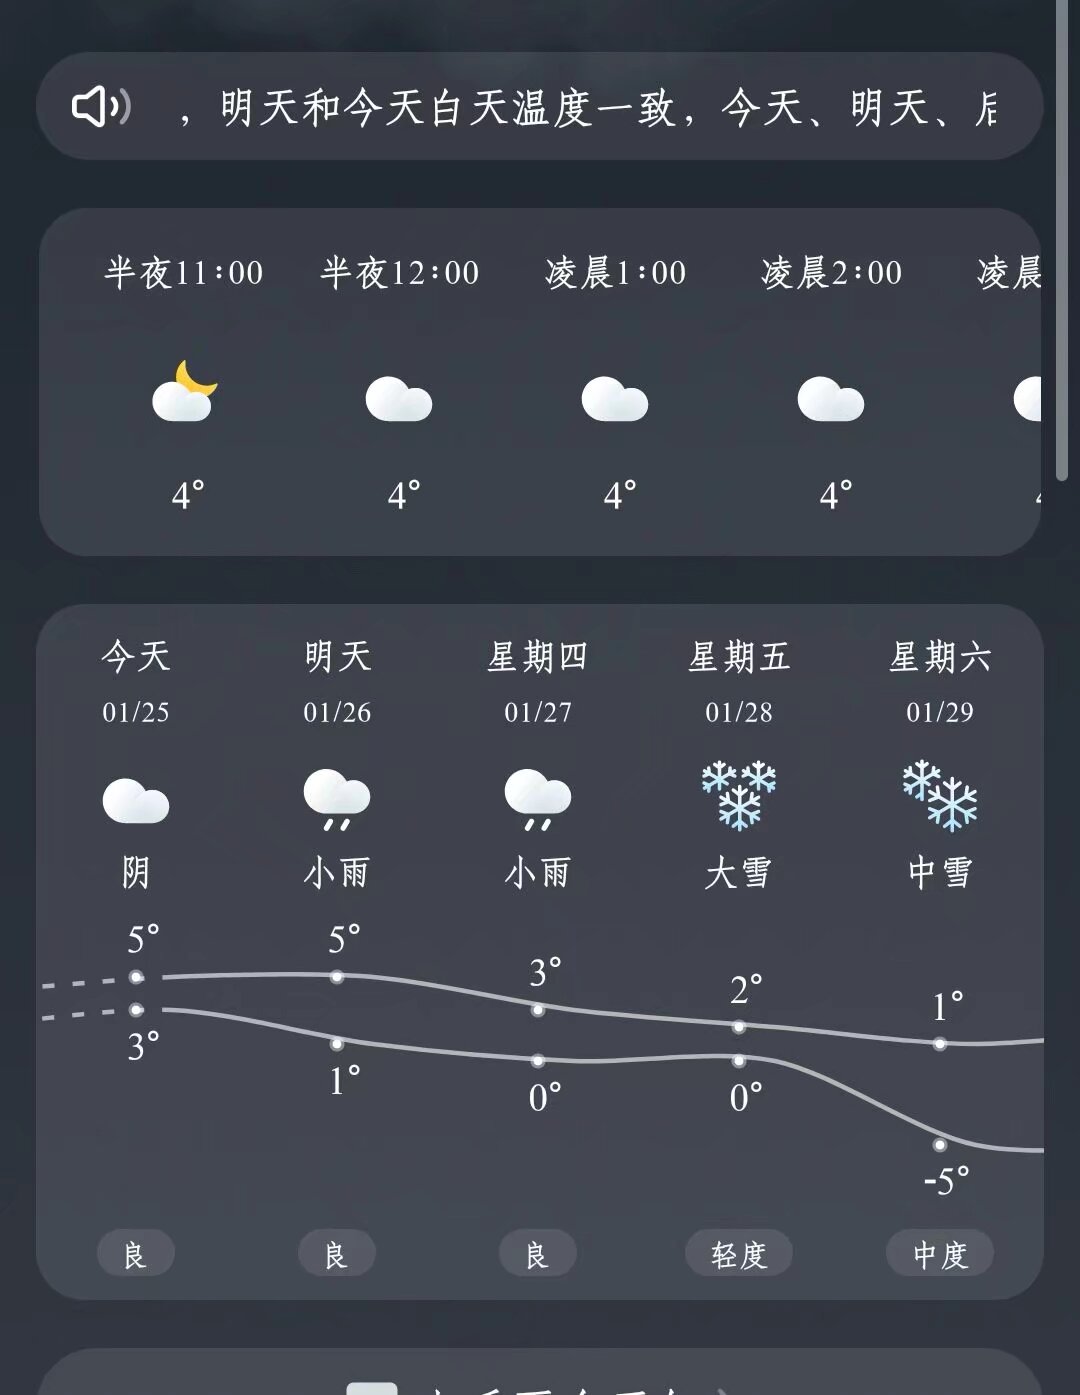 ，明天和今天白天温度一致，今天、明天、
半夜11:00 半夜12:00 凌晨1:00 凌晨2:00 凌晨
4° 4° 4° 4°
今天 明天 星期四 星期五 星期六
01/25 01/26 01/27 01/28 01/29
阴 小雨 小雨 大雪 中雪
5° 5° 3° 2° 1°
3° 1° 0° 0° -5°
良 良 良 轻度 中度